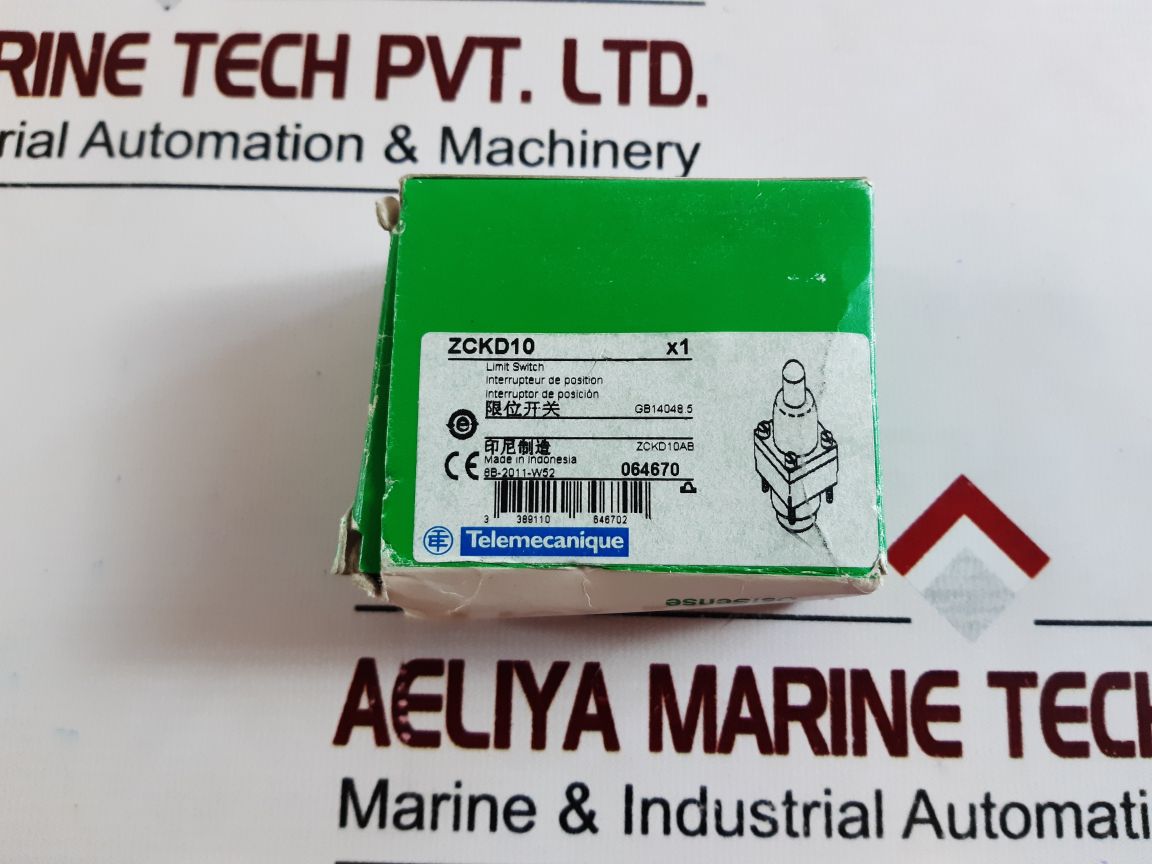 RINE TECH PVT. LTD.
rial Automation & Machinery
ZCKD10 x1
Limit Switch
Interrupteur de position
Interruptor de posición
限位开关 GB14048.5
印尼制造 ZCKD10AB
Made in Indonesia
8B-2011-W52 064670
CE
3 389110 646702
Telemecanique
AELIYA MARINE TECH
Marine & Industrial Automati